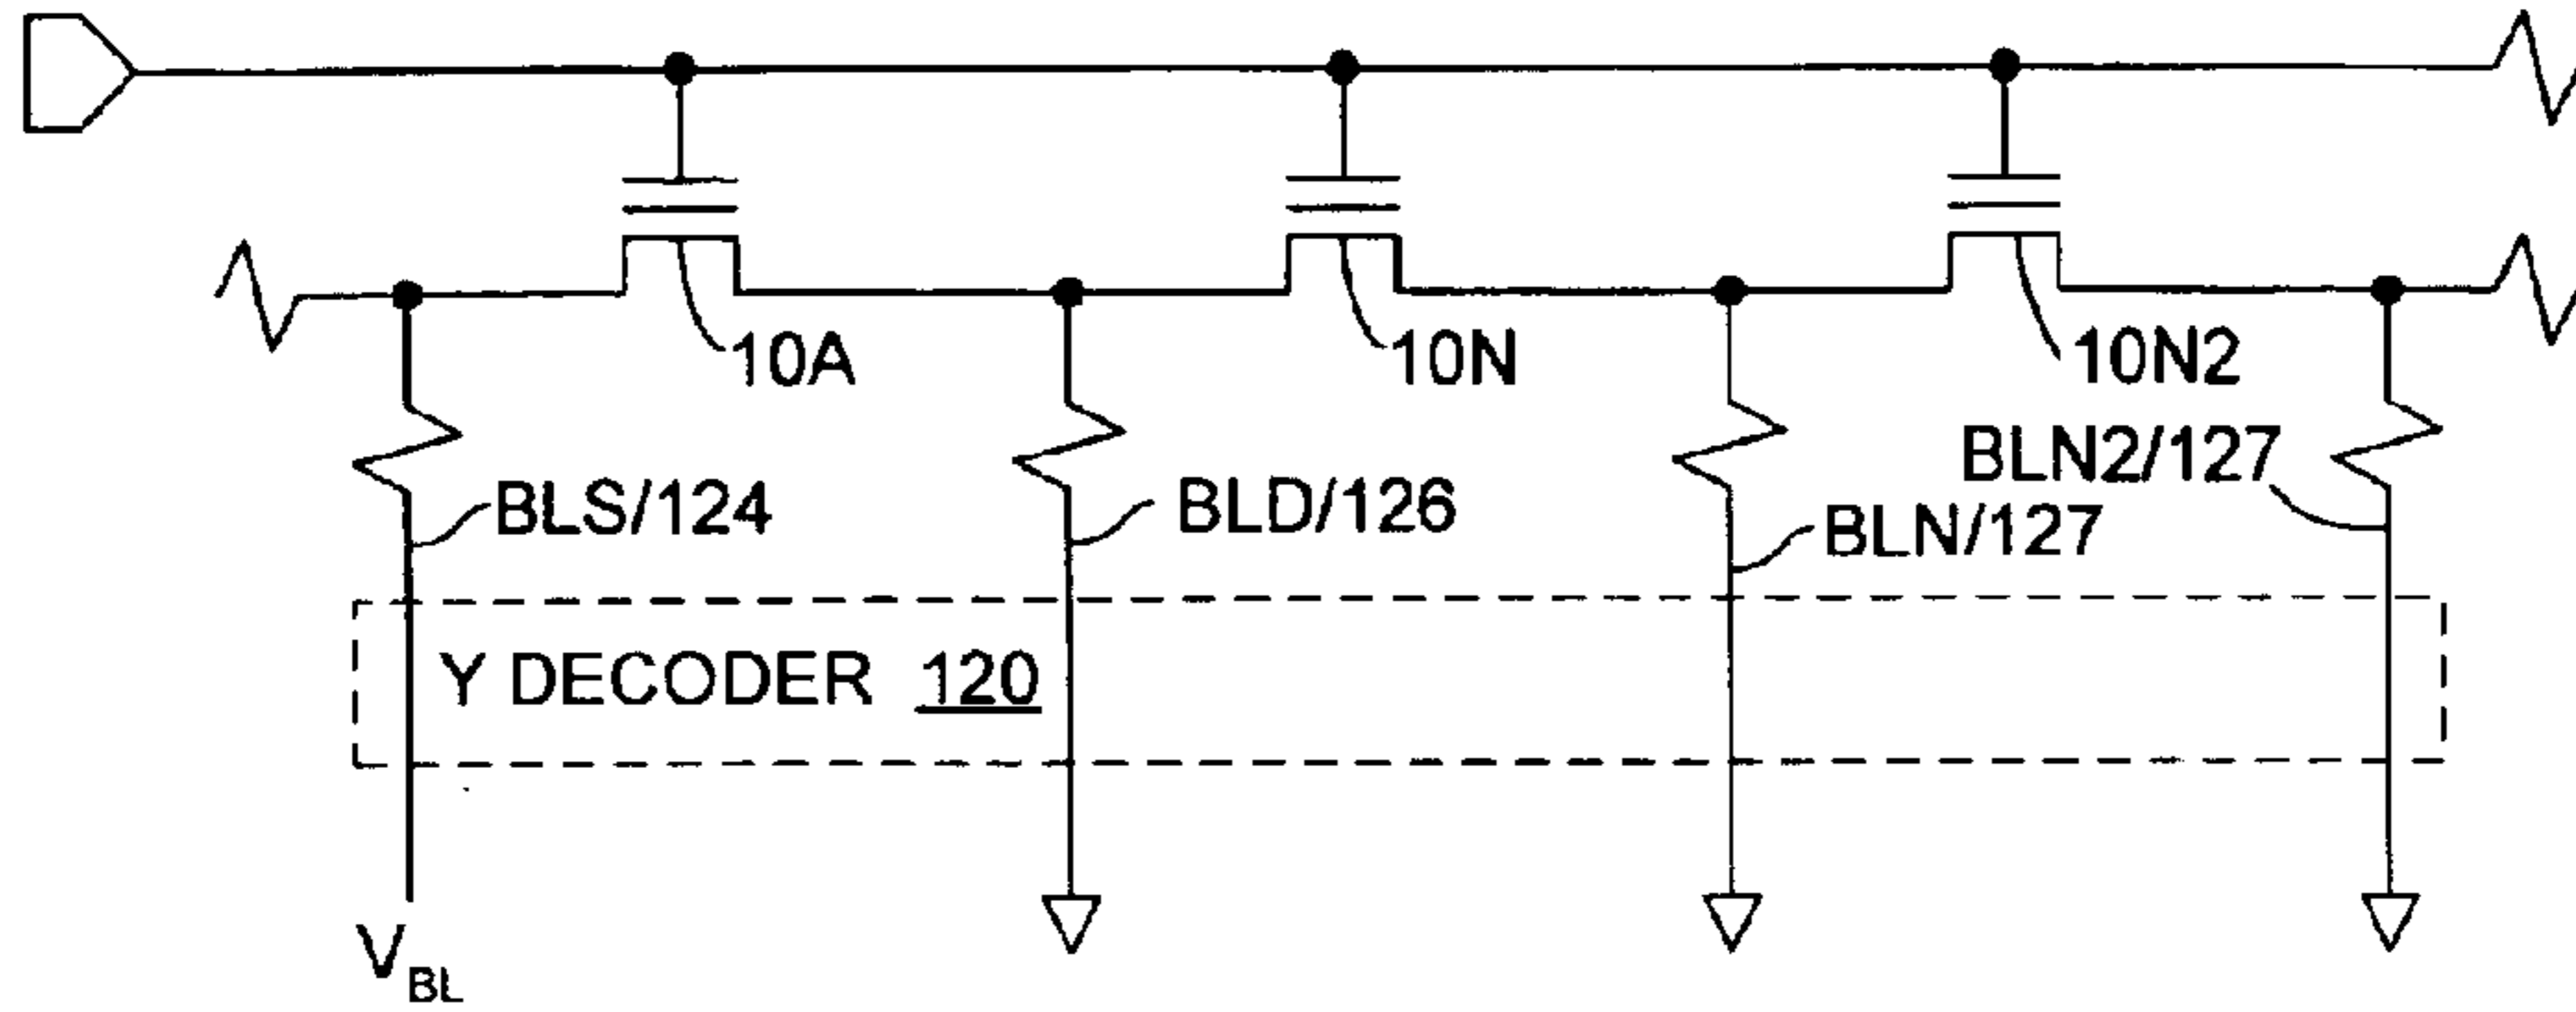 10A
10N
10N2
BLS/124
BLD/126
BLN/127
BLN2/127
Y DECODER 120
VBL